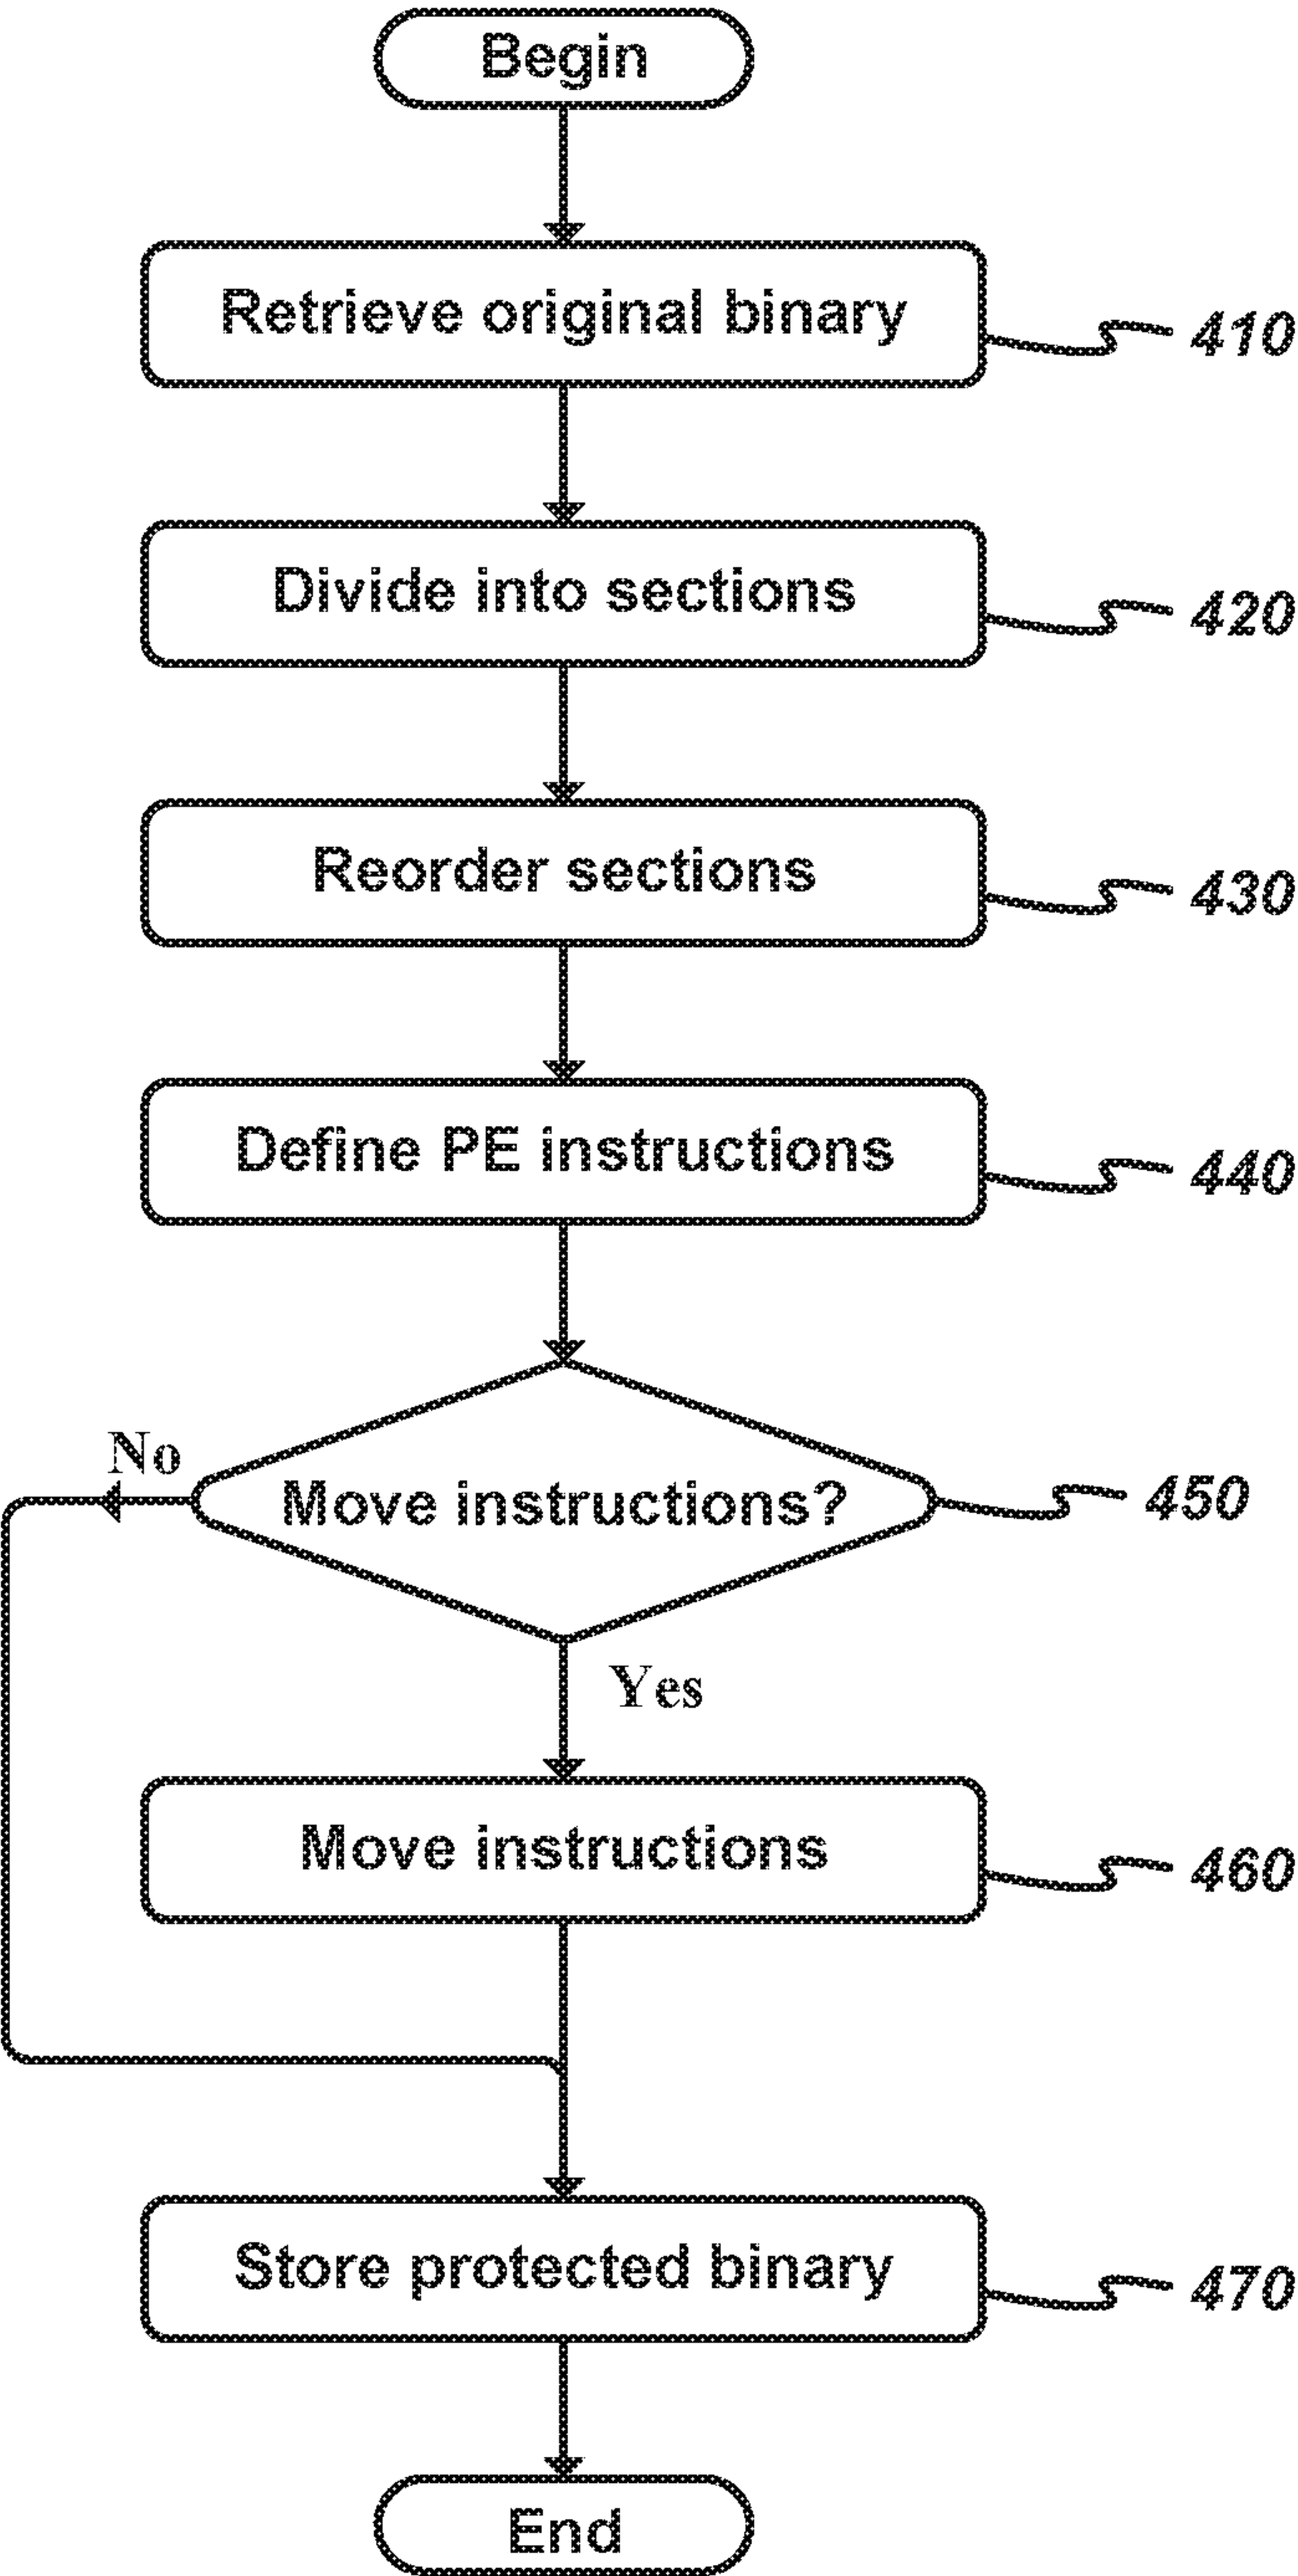 Begin
Retrieve original binary
410
Divide into sections
420
Reorder sections
430
Define PE instructions
440
No
Move instructions?
450
Yes
Move instructions
460
Store protected binary
470
End